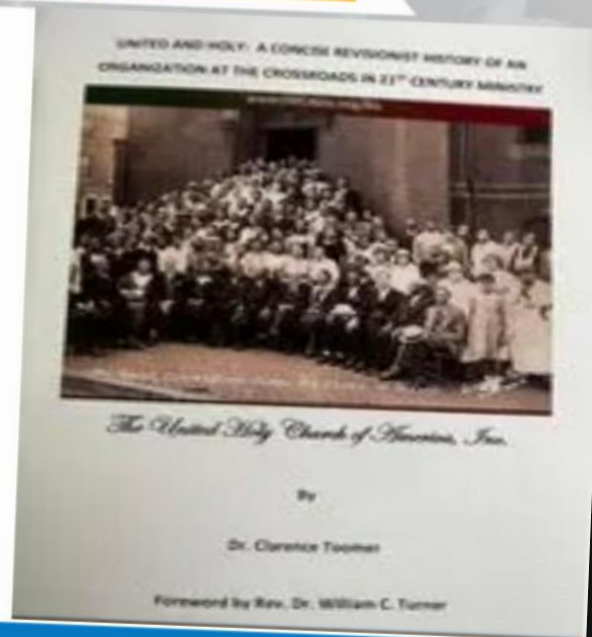 UNITED AND HOLY: A CONCISE REVISIONIST HISTORY OF AN
ORGANIZATION AT THE CROSSROADS IN 21ST CENTURY MINISTRY
The United Holy Church of America, Inc.
By
Dr. Clarence Toomer
Foreword by Rev. Dr. William C. Turner